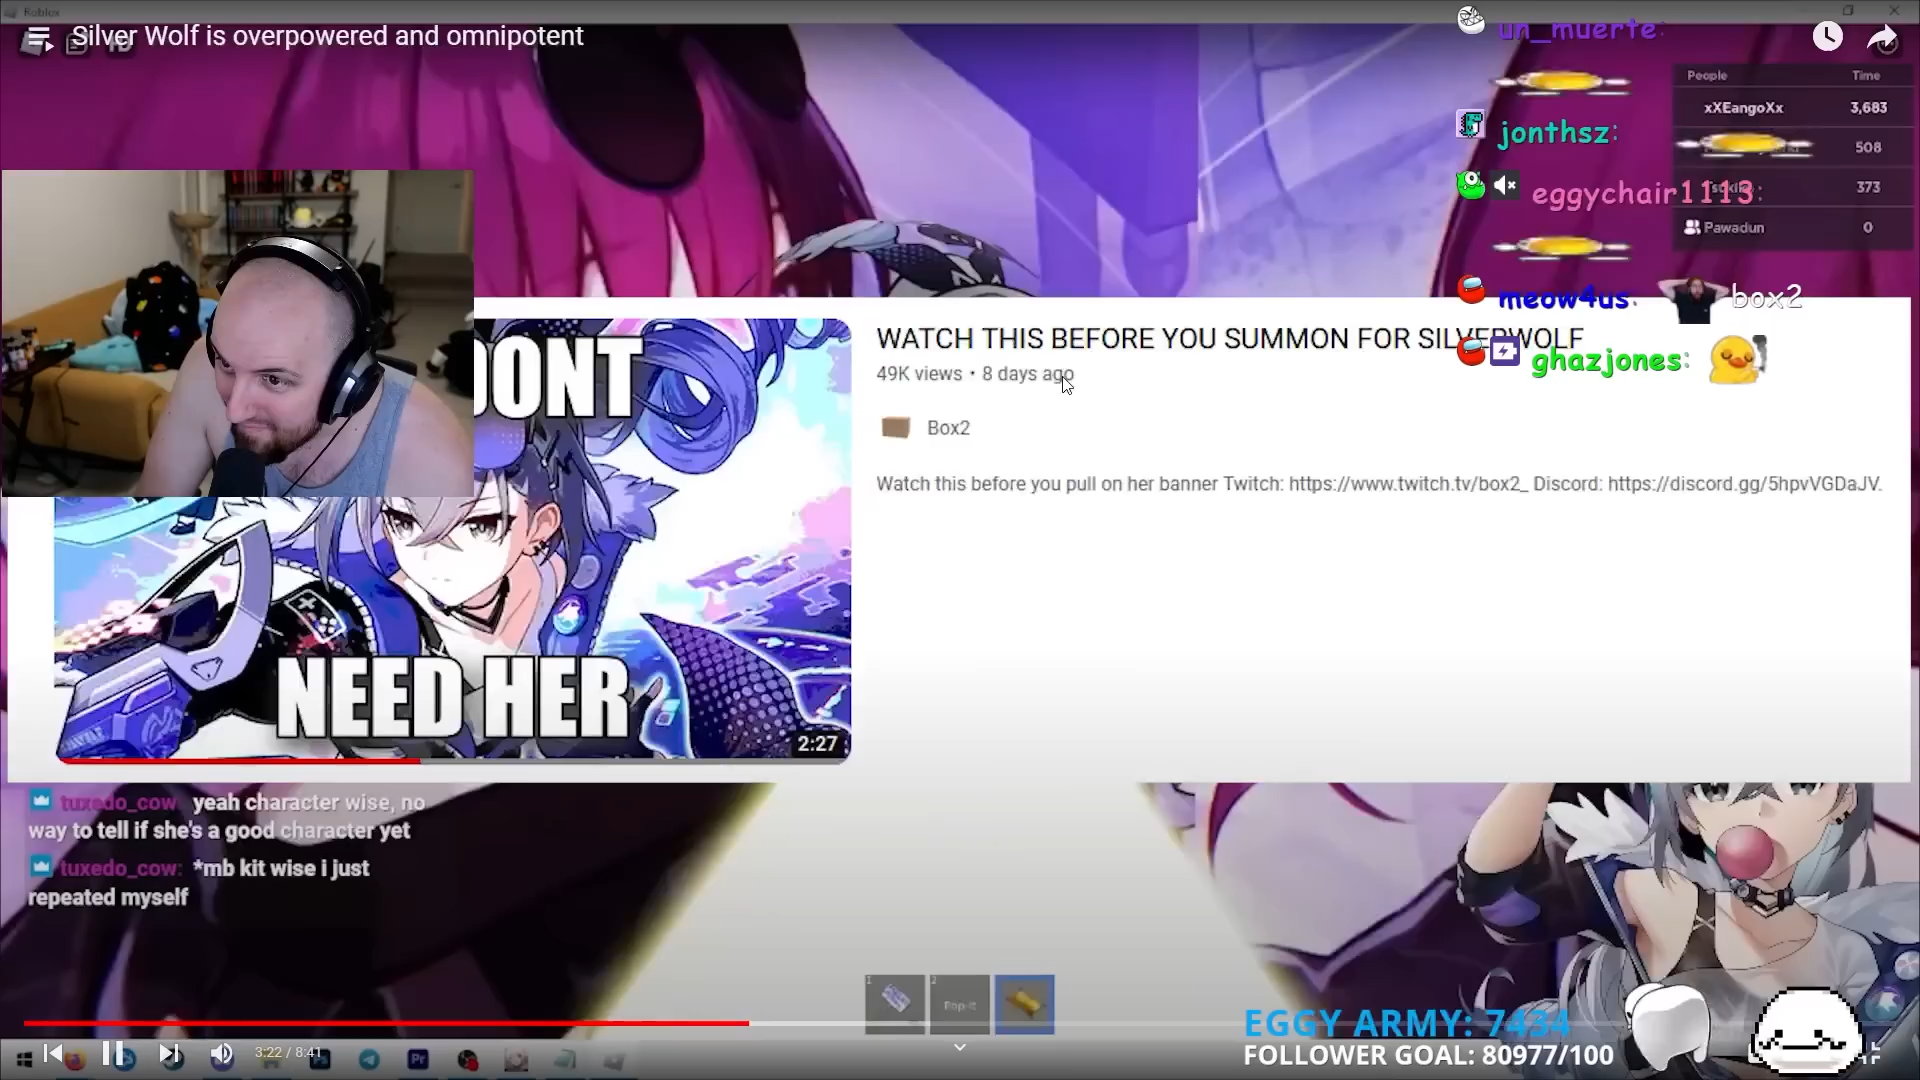 Roblox
Silver Wolf is overpowered and omnipotent
un_muerte:
People Time
xXEangoXx 3,683
jonthsz:
508
eggychair1113:
373
Pawadun 0
meow4us: box2
ghazjones:
DONT
NEED HER
2:27
WATCH THIS BEFORE YOU SUMMON FOR SILVERWOLF
49K views • 8 days ago
Box2
Watch this before you pull on her banner Twitch: https://www.twitch.tv/box2_ Discord: https://discord.gg/5hpvVGDaJV.
tuxedo_cow: yeah character wise, no
way to tell if she's a good character yet
tuxedo_cow: *mb kit wise i just
repeated myself
1
Pop-It
EGGY ARMY: 7434
FOLLOWER GOAL: 80977/100
3:22 / 8:41
Pr